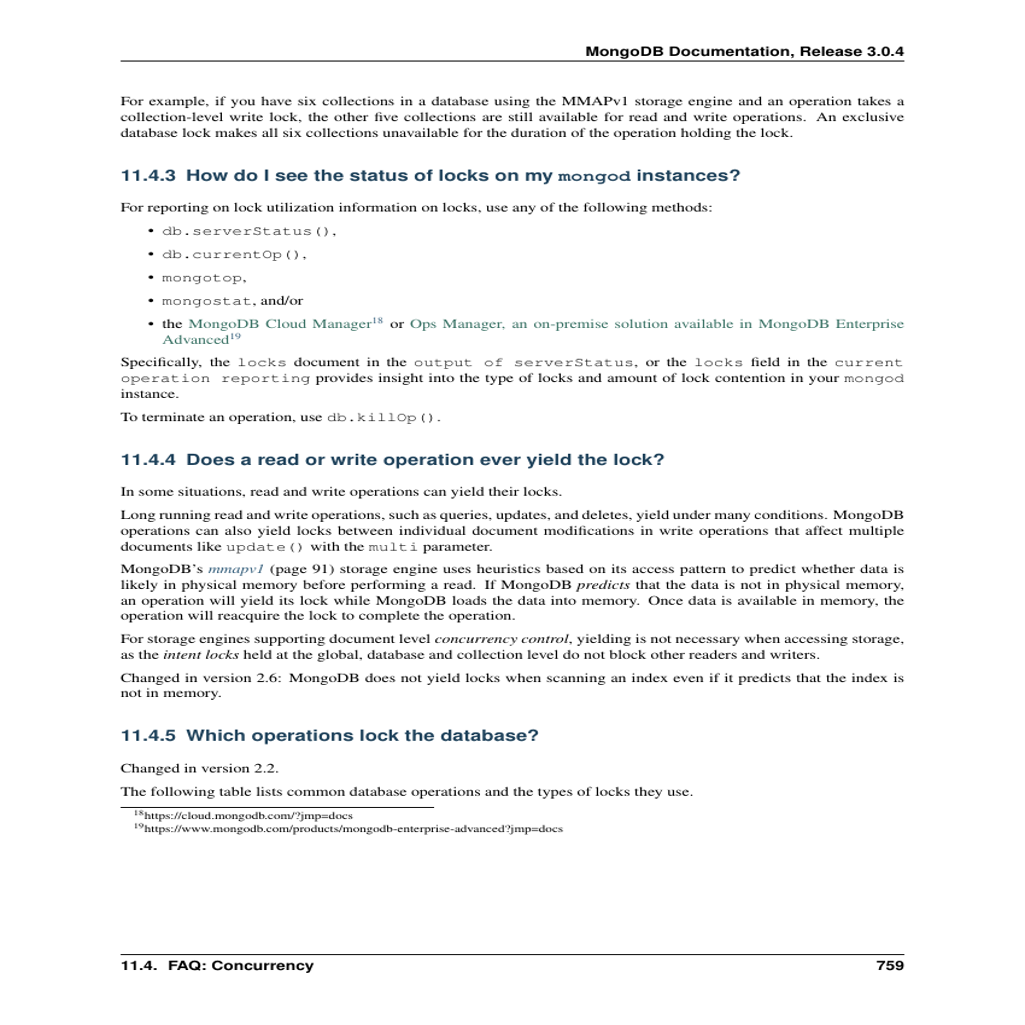 MongoDB Documentation, Release 3.0.4
For example, if you have six collections in a database using the MMAPv1 storage engine and an operation takes a
collection-level write lock, the other five collections are still available for read and write operations. An exclusive
database lock makes all six collections unavailable for the duration of the operation holding the lock.
11.4.3 How do I see the status of locks on my mongod instances?
For reporting on lock utilization information on locks, use any of the following methods:
• db.serverStatus(),
• db.currentOp(),
• mongotop,
• mongostat, and/or
• the MongoDB Cloud Manager18 or Ops Manager, an on-premise solution available in MongoDB Enterprise
Advanced19
Specifically, the locks document in the output of serverStatus, or the locks field in the current
operation reporting provides insight into the type of locks and amount of lock contention in your mongod
instance.
To terminate an operation, use db.killOp().
11.4.4 Does a read or write operation ever yield the lock?
In some situations, read and write operations can yield their locks.
Long running read and write operations, such as queries, updates, and deletes, yield under many conditions. MongoDB
operations can also yield locks between individual document modifications in write operations that affect multiple
documents like update() with the multi parameter.
MongoDB's mmapv1 (page 91) storage engine uses heuristics based on its access pattern to predict whether data is
likely in physical memory before performing a read. If MongoDB predicts that the data is not in physical memory,
an operation will yield its lock while MongoDB loads the data into memory. Once data is available in memory, the
operation will reacquire the lock to complete the operation.
For storage engines supporting document level concurrency control, yielding is not necessary when accessing storage,
as the intent locks held at the global, database and collection level do not block other readers and writers.
Changed in version 2.6: MongoDB does not yield locks when scanning an index even if it predicts that the index is
not in memory.
11.4.5 Which operations lock the database?
Changed in version 2.2.
The following table lists common database operations and the types of locks they use.
18https://cloud.mongodb.com/?jmp=docs
19https://www.mongodb.com/products/mongodb-enterprise-advanced?jmp=docs
11.4. FAQ: Concurrency 759